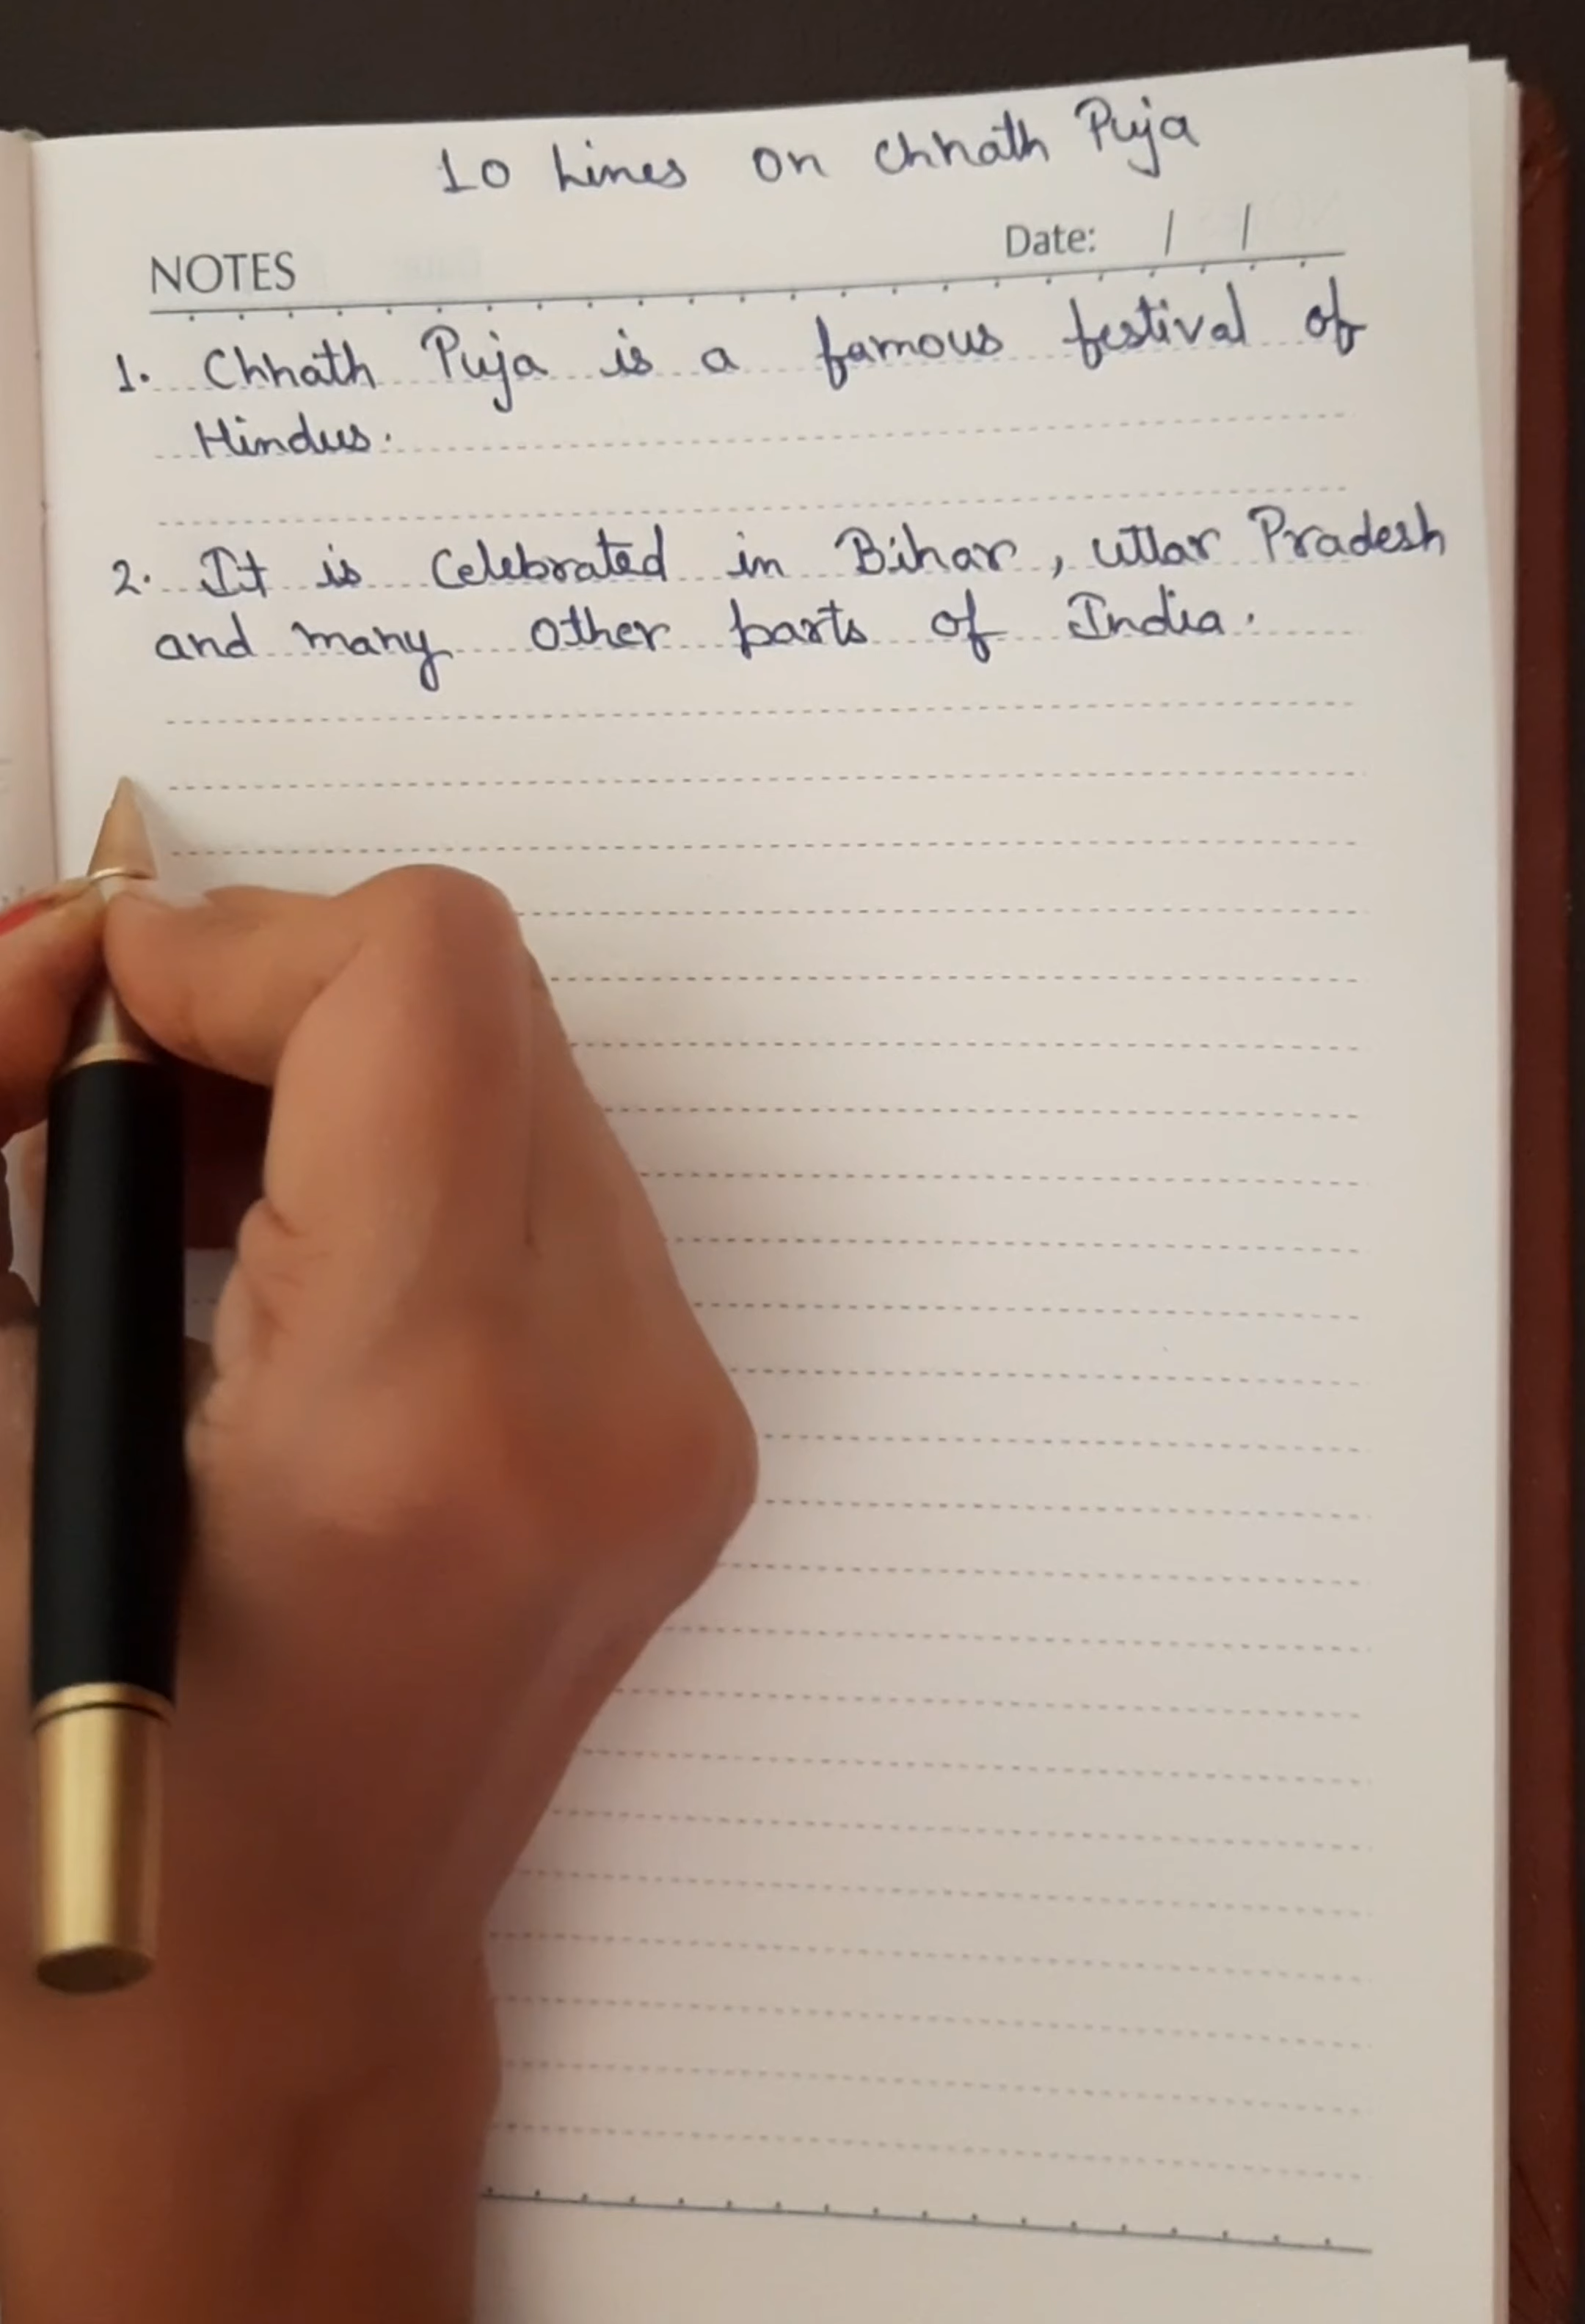 10 Lines on Chhath Puja
NOTES Date: / /
1. Chhath Puja is a famous festival of
Hindus.
2. It is Celebrated in Bihar, Uttar Pradesh
and many other parts of India.